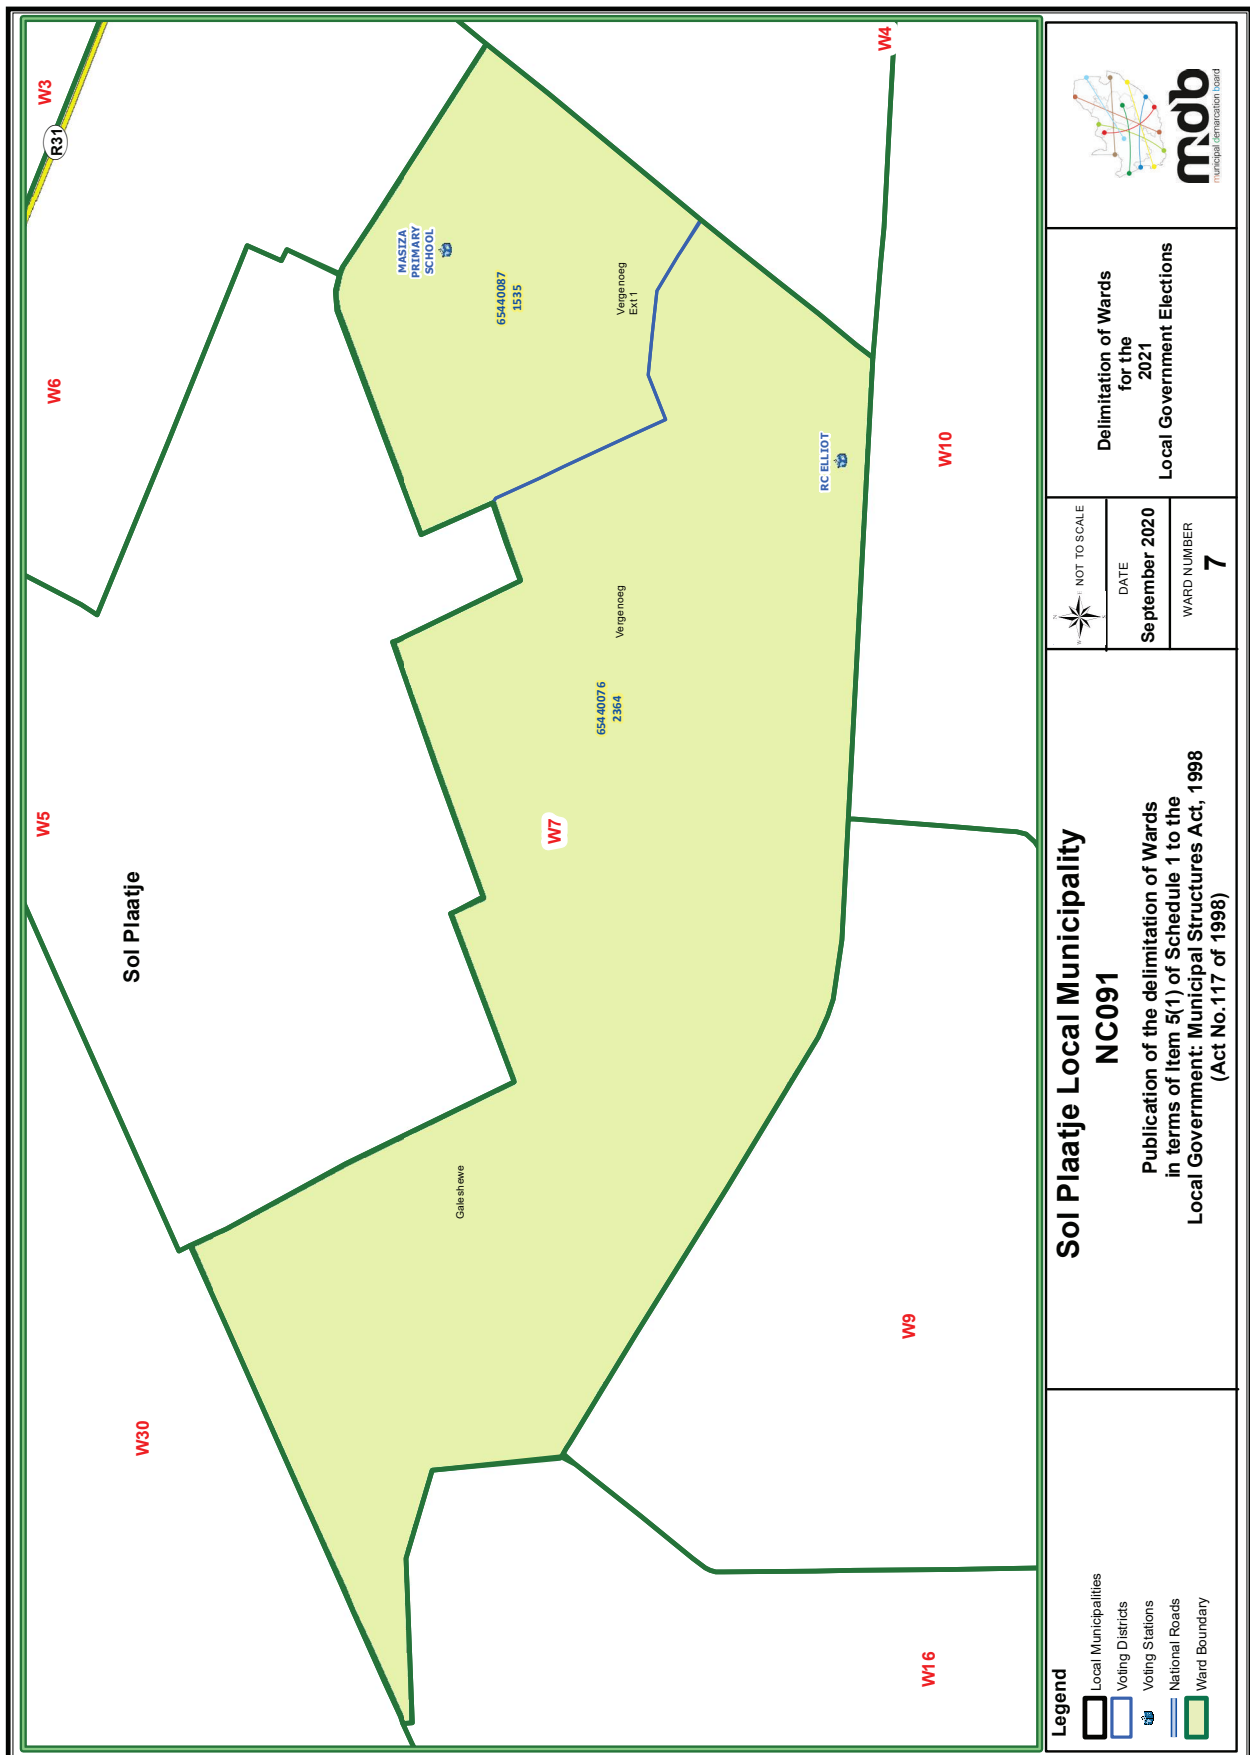 W3
R31
W4
W6
W5
W30
Sol Plaatje
MASIZA
PRIMARY
SCHOOL
65440087
1535
Vergenoeg
Ext 1
RC ELLIOT
Vergenoeg
65440076
2364
W7
Galeshewe
W10
W9
W16
Legend
Local Municipalities
Voting Districts
Voting Stations
National Roads
Ward Boundary
Sol Plaatje Local Municipality
NC091
Publication of the delimitation of Wards
in terms of Item 5(1) of Schedule 1 to the
Local Government: Municipal Structures Act, 1998
(Act No.117 of 1998)
N
W E
S
NOT TO SCALE
DATE
September 2020
WARD NUMBER
7
Delimitation of Wards
for the
2021
Local Government Elections
mdb
municipal demarcation board